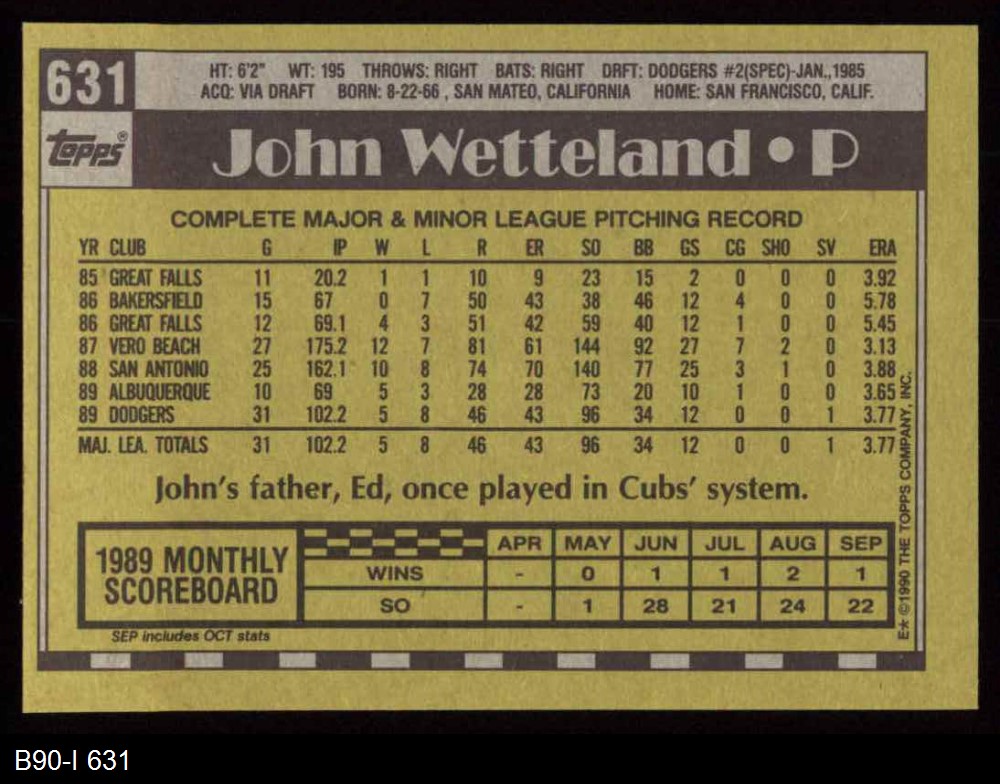 631
HT: 6'2" WT: 195 THROWS: RIGHT BATS: RIGHT DRFT: DODGERS #2(SPEC)-JAN.,1985
ACQ: VIA DRAFT BORN: 8-22-66 , SAN MATEO, CALIFORNIA HOME: SAN FRANCISCO, CALIF.
topps®
John Wetteland • P
COMPLETE MAJOR & MINOR LEAGUE PITCHING RECORD
YR CLUB G IP W L R ER SO BB GS CG SHO SV ERA
85 GREAT FALLS 11 20.2 1 1 10 9 23 15 2 0 0 0 3.92
86 BAKERSFIELD 15 67 0 7 50 43 38 46 12 4 0 0 5.78
86 GREAT FALLS 12 69.1 4 3 51 42 59 40 12 1 0 0 5.45
87 VERO BEACH 27 175.2 12 7 81 61 144 92 27 7 2 0 3.13
88 SAN ANTONIO 25 162.1 10 8 74 70 140 77 25 3 1 0 3.88
89 ALBUQUERQUE 10 69 5 3 28 28 73 20 10 1 0 0 3.65
89 DODGERS 31 102.2 5 8 46 43 96 34 12 0 0 1 3.77
MAJ. LEA. TOTALS 31 102.2 5 8 46 43 96 34 12 0 0 1 3.77
John's father, Ed, once played in Cubs' system.
1989 MONTHLY
SCOREBOARD
APR MAY JUN JUL AUG SEP
WINS - 0 1 1 2 1
SO - 1 28 21 24 22
SEP includes OCT stats
E* ©1990 THE TOPPS COMPANY, INC.
B90-I 631